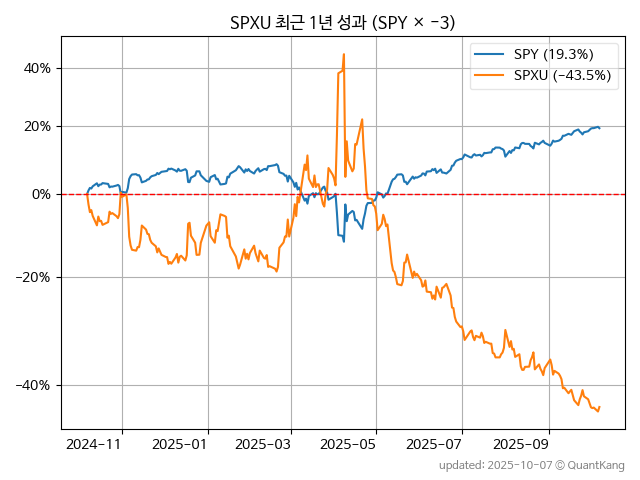 SPXU 최근 1년 성과 (SPY × −3)
SPY (19.3%)
SPXU (−43.5%)
40%
20%
0%
−20%
−40%
2024-11
2025-01
2025-03
2025-05
2025-07
2025-09
updated: 2025-10-07 © QuantKang